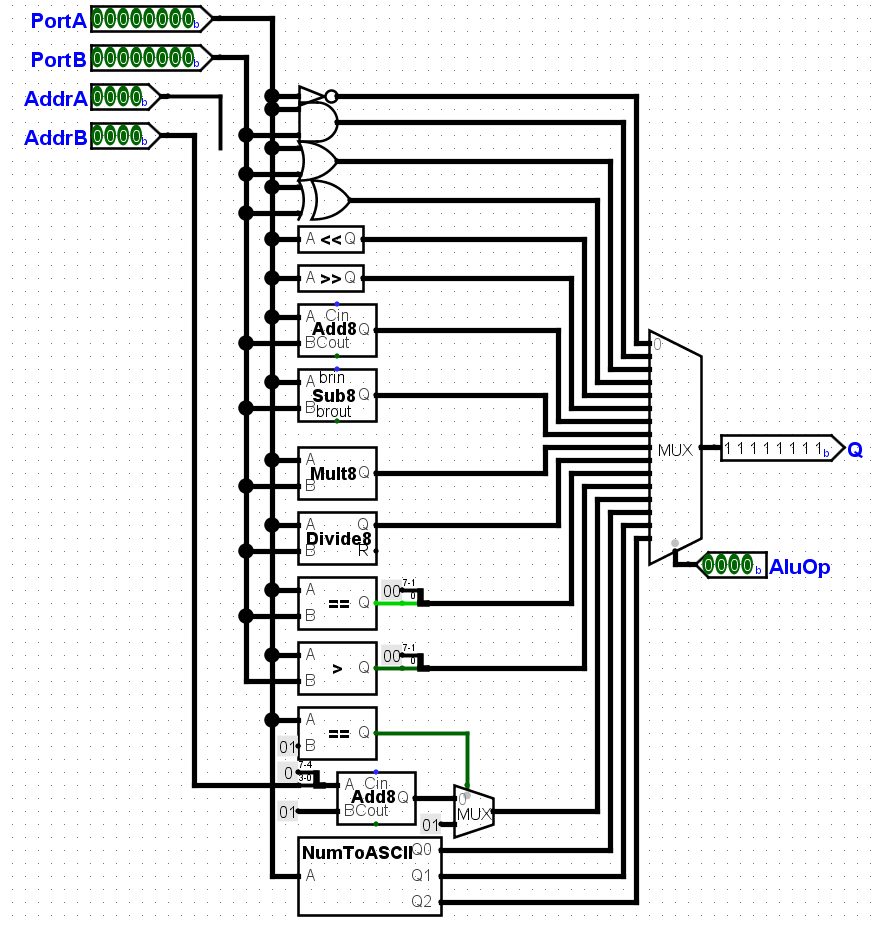 PortA 00000000b
PortB 00000000b
AddrA 0000b
AddrB 0000b
A << Q
A >> Q
A Cin
Add8 Q
B Cout
A brin
Sub8 Q
B brout
A
Mult8 Q
B
A Q
Divide8
B R
A
== Q
B
00 7-1
0
A
> Q
B
00 7-1
0
A
== Q
01 B
0 7-4
3-0
A Cin
Add8 Q
01 B Cout
0
MUX
01
NumToASCII Q0
A Q1
Q2
0
MUX
11111111b Q
0000b AluOp